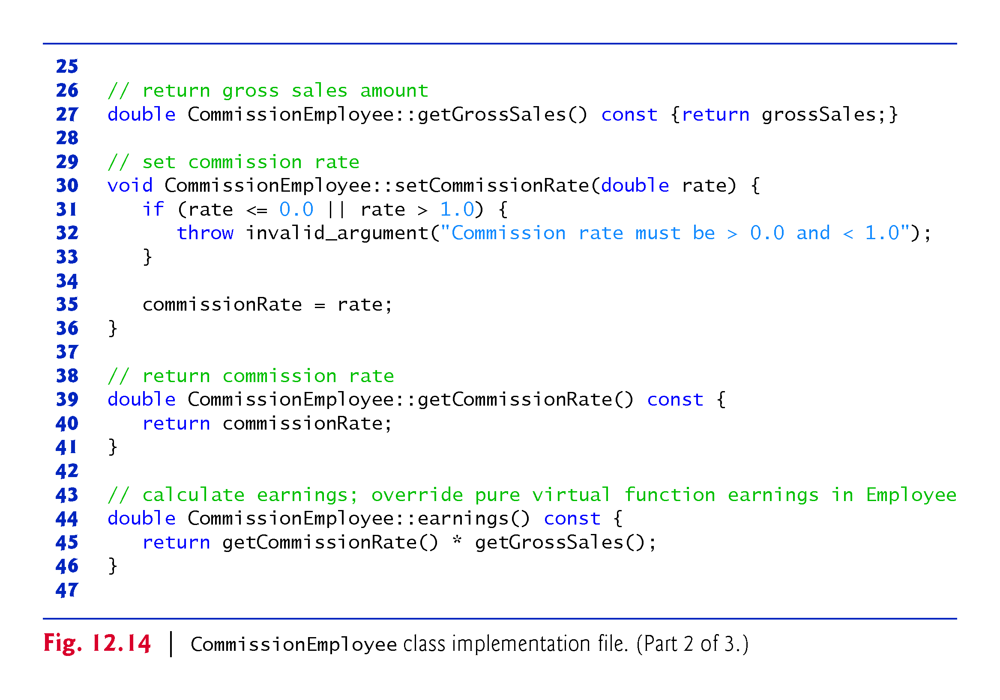 25
26 // return gross sales amount
27 double CommissionEmployee::getGrossSales() const {return grossSales;}
28
29 // set commission rate
30 void CommissionEmployee::setCommissionRate(double rate) {
31    if (rate <= 0.0 || rate > 1.0) {
32       throw invalid_argument("Commission rate must be > 0.0 and < 1.0");
33    }
34
35    commissionRate = rate;
36 }
37
38 // return commission rate
39 double CommissionEmployee::getCommissionRate() const {
40    return commissionRate;
41 }
42
43 // calculate earnings; override pure virtual function earnings in Employee
44 double CommissionEmployee::earnings() const {
45    return getCommissionRate() * getGrossSales();
46 }
47
Fig. 12.14 | CommissionEmployee class implementation file. (Part 2 of 3.)